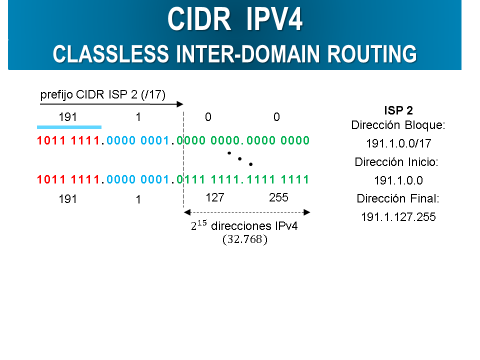 CIDR IPV4
CLASSLESS INTER-DOMAIN ROUTING
prefijo CIDR ISP 2 (/17)
191 1 0 0
1011 1111.0000 0001.0000 0000.0000 0000
1011 1111.0000 0001.0111 1111.1111 1111
191 1 127 255
2¹⁵ direcciones IPv4
(32.768)
ISP 2
Dirección Bloque:
191.1.0.0/17
Dirección Inicio:
191.1.0.0
Dirección Final:
191.1.127.255